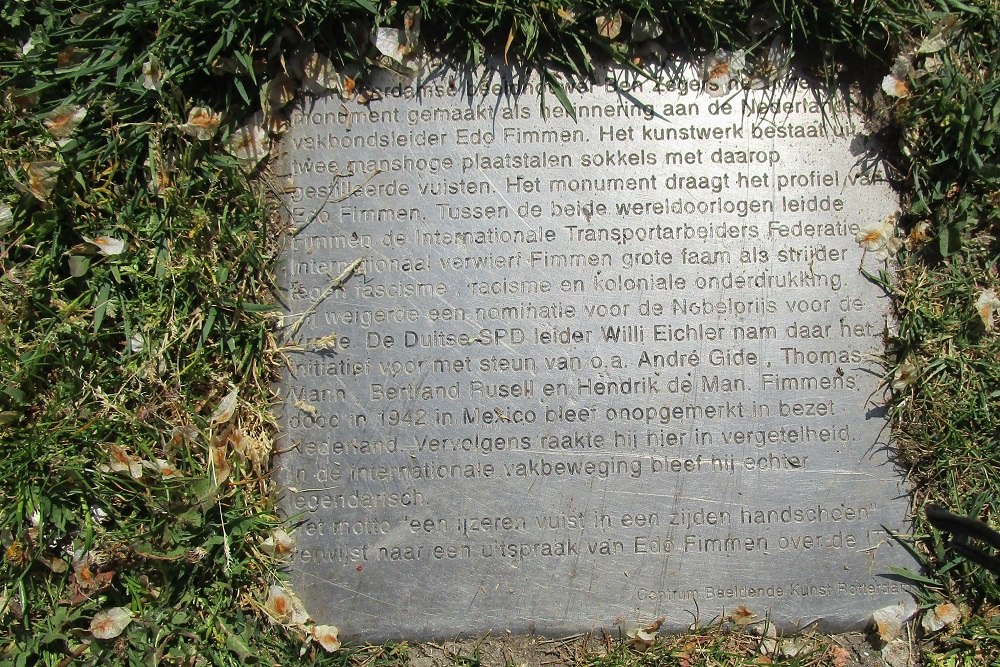 Ben Zegers
monument gemaakt als herinnering aan de Nederlandse
vakbondsleider Edo Fimmen. Het kunstwerk bestaat uit
twee manshoge plaatstalen sokkels met daarop
gestileerde vuisten. Het monument draagt het profiel van
Edo Fimmen. Tussen de beide wereldoorlogen leidde
Fimmen de Internationale Transportarbeiders Federatie
Internationaal verwierf Fimmen grote faam als strijder
tegen fascisme, racisme en koloniale onderdrukking.
Hij weigerde een nominatie voor de Nobelprijs voor de
Vrede. De Duitse SPD leider Willi Eichler nam daar het
initiatief voor met steun van o.a. André Gide, Thomas
Mann, Bertrand Rusell en Hendrik de Man. Fimmens
dood in 1942 in Mexico bleef onopgemerkt in bezet
Nederland. Vervolgens raakte hij hier in vergetelheid.
In de internationale vakbeweging bleef hij echter
legendarisch.
Het motto "een ijzeren vuist in een zijden handschoen"
verwijst naar een uitspraak van Edo Fimmen over de
Centrum Beeldende Kunst Rotterdam